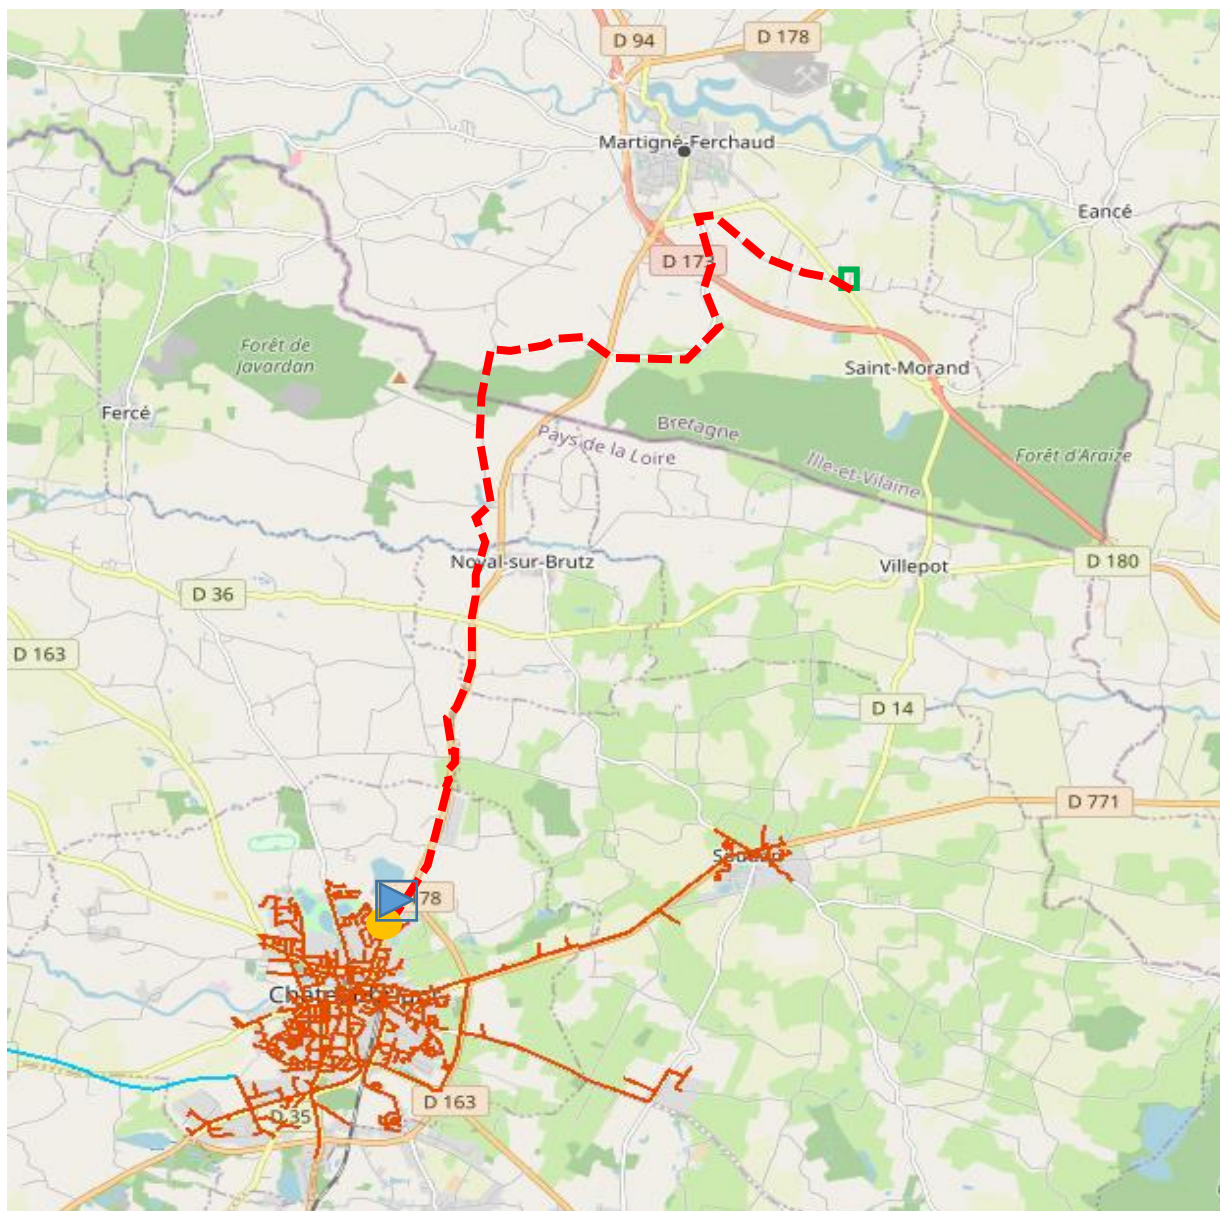 D 94
D 178
Martigné-Ferchaud
Eancé
D 173
Forêt de
Javardan
Saint-Morand
Fercé
Bretagne
Pays de la Loire
Ille-et-Vilaine
Forêt d'Araize
Noyal-sur-Brutz
Villepot
D 180
D 36
D 163
D 14
D 771
78
D 163
D 35